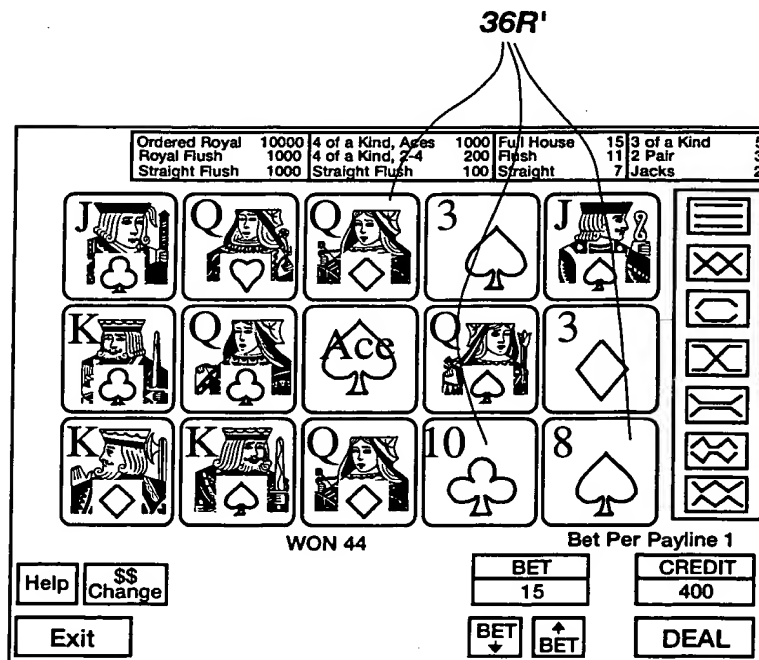 36R'
Ordered Royal 10000 4 of a Kind, Aces 1000 Full House 15 3 of a Kind 5
Royal Flush 1000 4 of a Kind, 2-4 200 Flush 11 2 Pair 3
Straight Flush 1000 Straight Flush 100 Straight 7 Jacks 2
J Q Q 3 J
K Q Ace Q 3
K K Q 10 8
WON 44 Bet Per Payline 1
Help $$ Change BET CREDIT
15 400
Exit BET BET DEAL